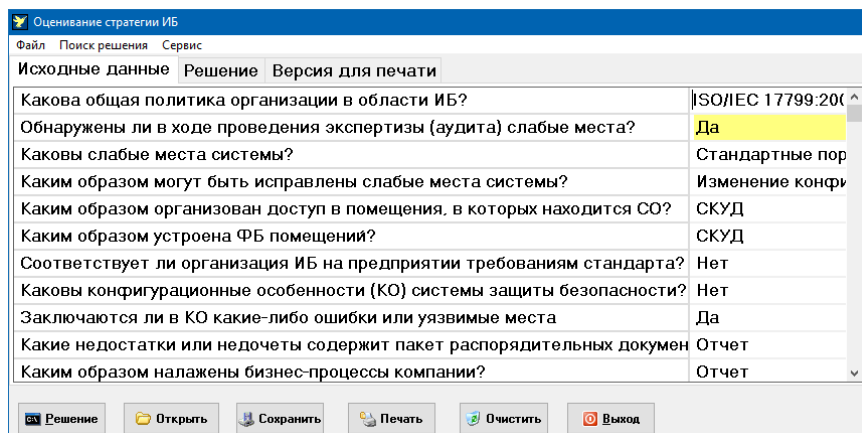 Оценивание стратегии ИБ
Файл Поиск решения Сервис
Исходные данные Решение Версия для печати
Какова общая политика организации в области ИБ? ISO/IEC 17799:20(
Обнаружены ли в ходе проведения экспертизы (аудита) слабые места? Да
Каковы слабые места системы? Стандартные пор
Каким образом могут быть исправлены слабые места системы? Изменение конфи
Каким образом организован доступ в помещения, в которых находится СО? СКУД
Каким образом устроена ФБ помещений? СКУД
Соответствует ли организация ИБ на предприятии требованиям стандарта? Нет
Каковы конфигурационные особенности (КО) системы защиты безопасности? Нет
Заключаются ли в КО какие-либо ошибки или уязвимые места Да
Какие недостатки или недочеты содержит пакет распорядительных докумен Отчет
Каким образом налажены бизнес-процессы компании? Отчет
Решение Открыть Сохранить Печать Очистить Выход